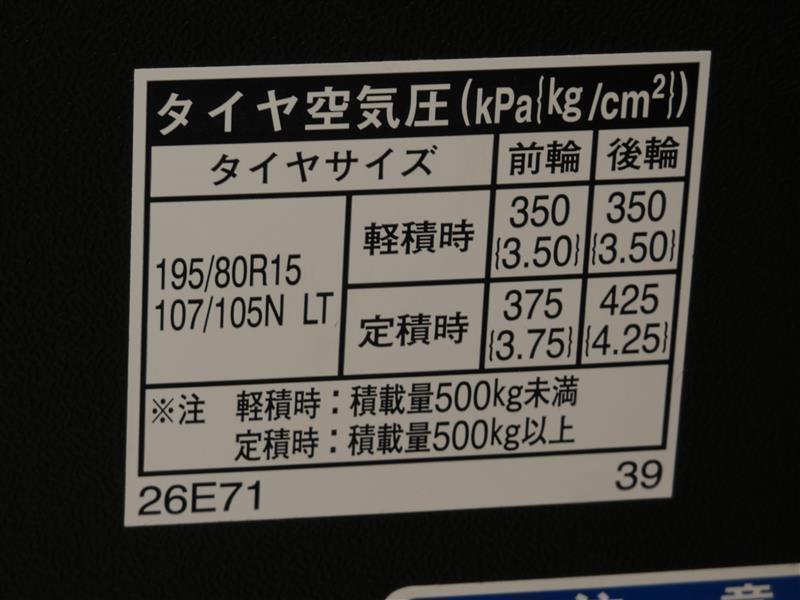 タイヤ空気圧(kPa{kg/cm²})
タイヤサイズ 前輪 後輪
195/80R15
107/105N LT
軽積時 350 350
{3.50} {3.50}
定積時 375 425
{3.75} {4.25}
※注 軽積時:積載量500kg未満
定積時:積載量500kg以上
26E71 39
注意